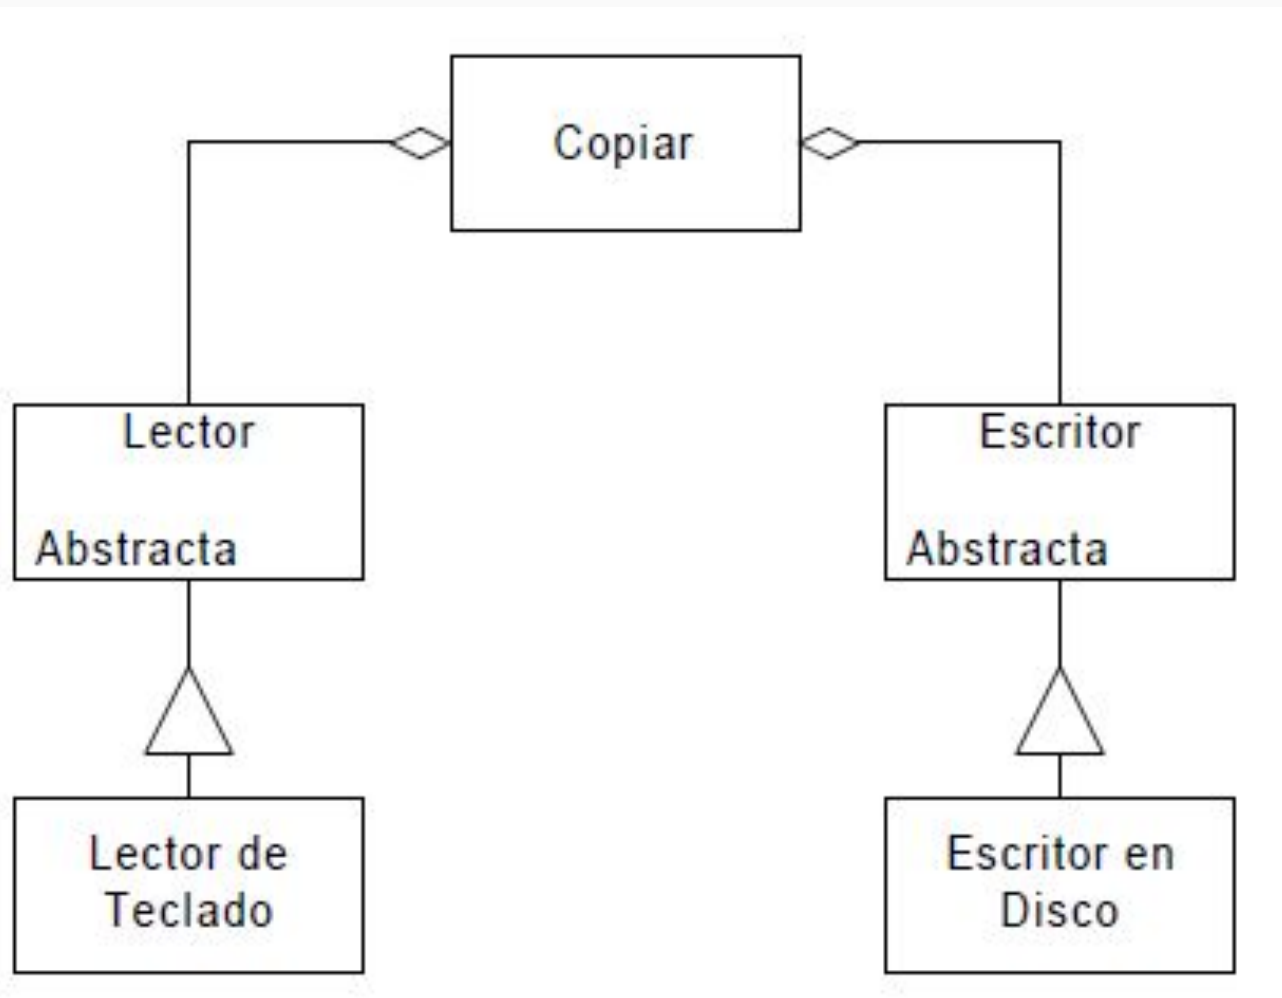 Copiar
Lector
Abstracta
Escritor
Abstracta
Lector de
Teclado
Escritor en
Disco